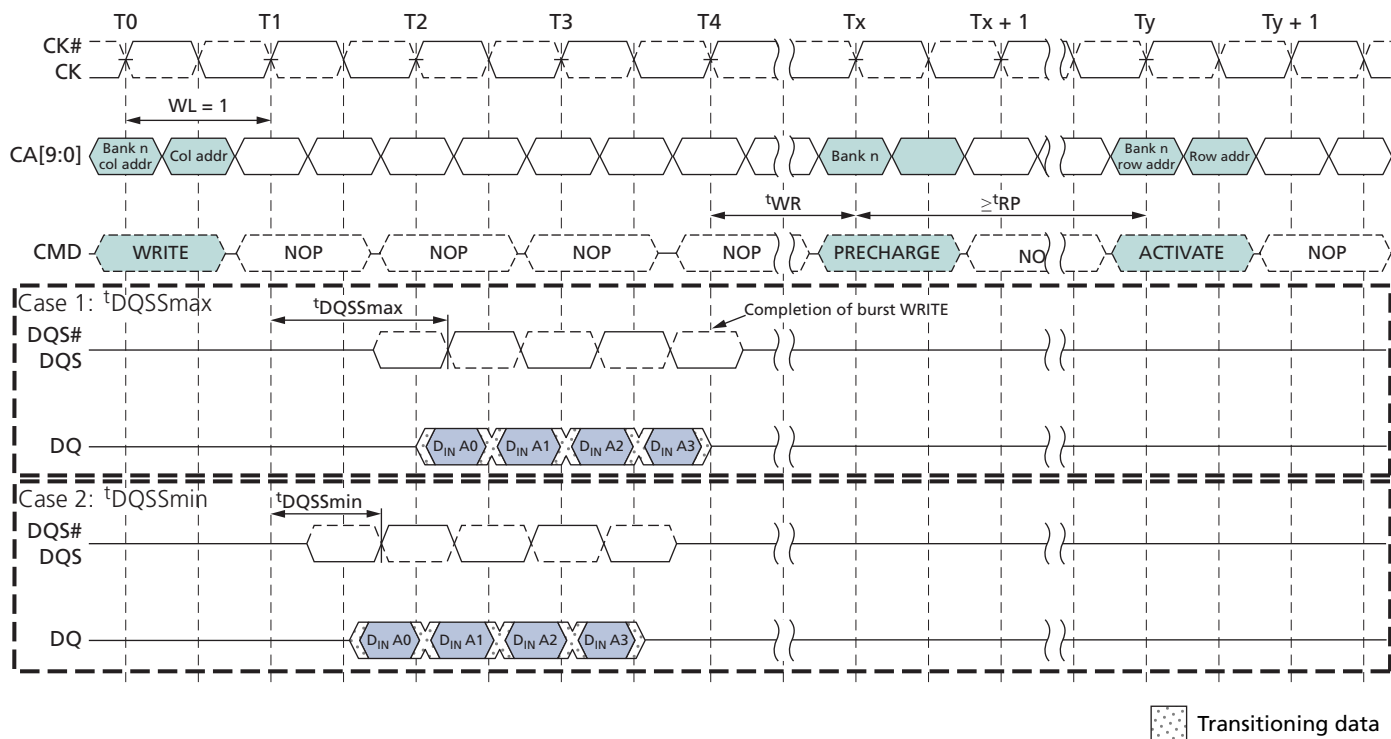 T0 T1 T2 T3 T4 Tx Tx + 1 Ty Ty + 1
CK#
CK
WL = 1
CA[9:0]
Bank n
col addr
Col addr
Bank n
Bank n
row addr
Row addr
tWR
≥tRP
CMD
WRITE NOP NOP NOP NOP PRECHARGE NO ACTIVATE NOP
Case 1: tDQSSmax
tDQSSmax
Completion of burst WRITE
DQS#
DQS
DQ
DIN A0 DIN A1 DIN A2 DIN A3
Case 2: tDQSSmin
tDQSSmin
DQS#
DQS
DQ
DIN A0 DIN A1 DIN A2 DIN A3
Transitioning data